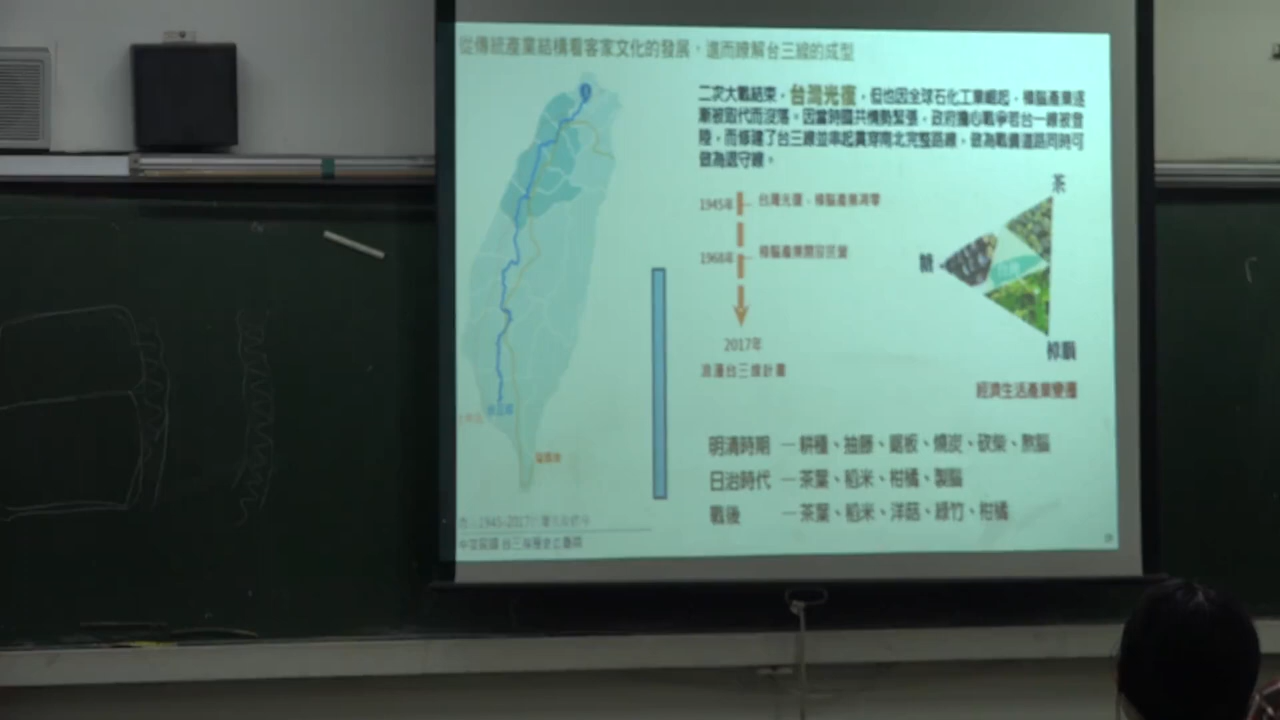 從傳統產業結構看客家文化的發展，進而瞭解台三線的成型
二次大戰結束，台灣光復，但也因全球石化工業崛起，樟腦產業逐
漸被取代而沒落。因當時國共情勢緊張，政府擔心戰爭若台一線被登
陸，而修建了台三線並串起貫穿南北完整路線，做為戰備道路同時可
做為退守線。
茶
1945年
台灣光復、樟腦產業凋零
糖
1968年
樟腦產業開放民營
樟腦
2017年
浪漫台三線計畫
經濟生活產業變遷
明清時期 — 耕種、抽藤、鋸板、燒炭、砍柴、熬腦
日治時代 — 茶葉、稻米、柑橘、製腦
戰後 — 茶葉、稻米、洋菇、綠竹、柑橘